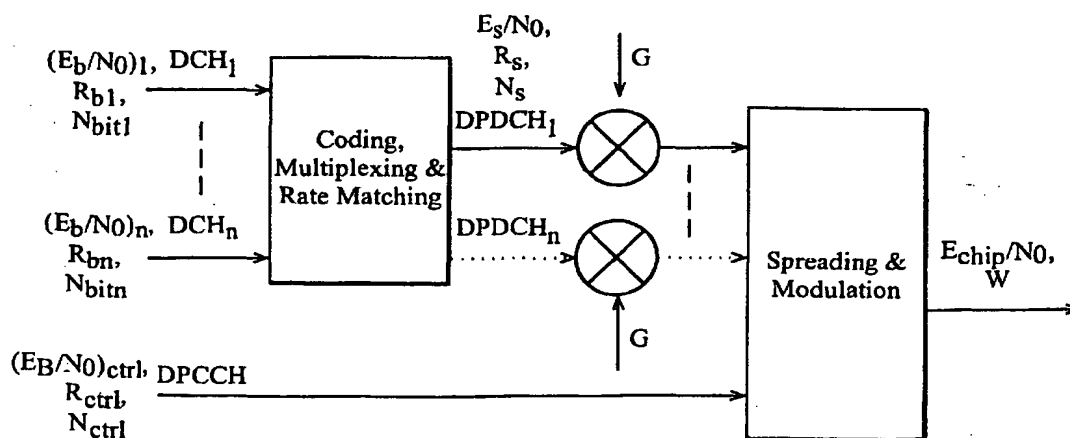 (Eb/N0)1, DCH1
Rb1,
Nbit1
(Eb/N0)n, DCHn
Rbn,
Nbitn
(EB/N0)ctrl, DPCCH
Rctrl,
Nctrl
Coding,
Multiplexing &
Rate Matching
Es/N0,
Rs,
Ns
DPDCH1
DPDCHn
G
G
Spreading &
Modulation
Echip/N0,
W